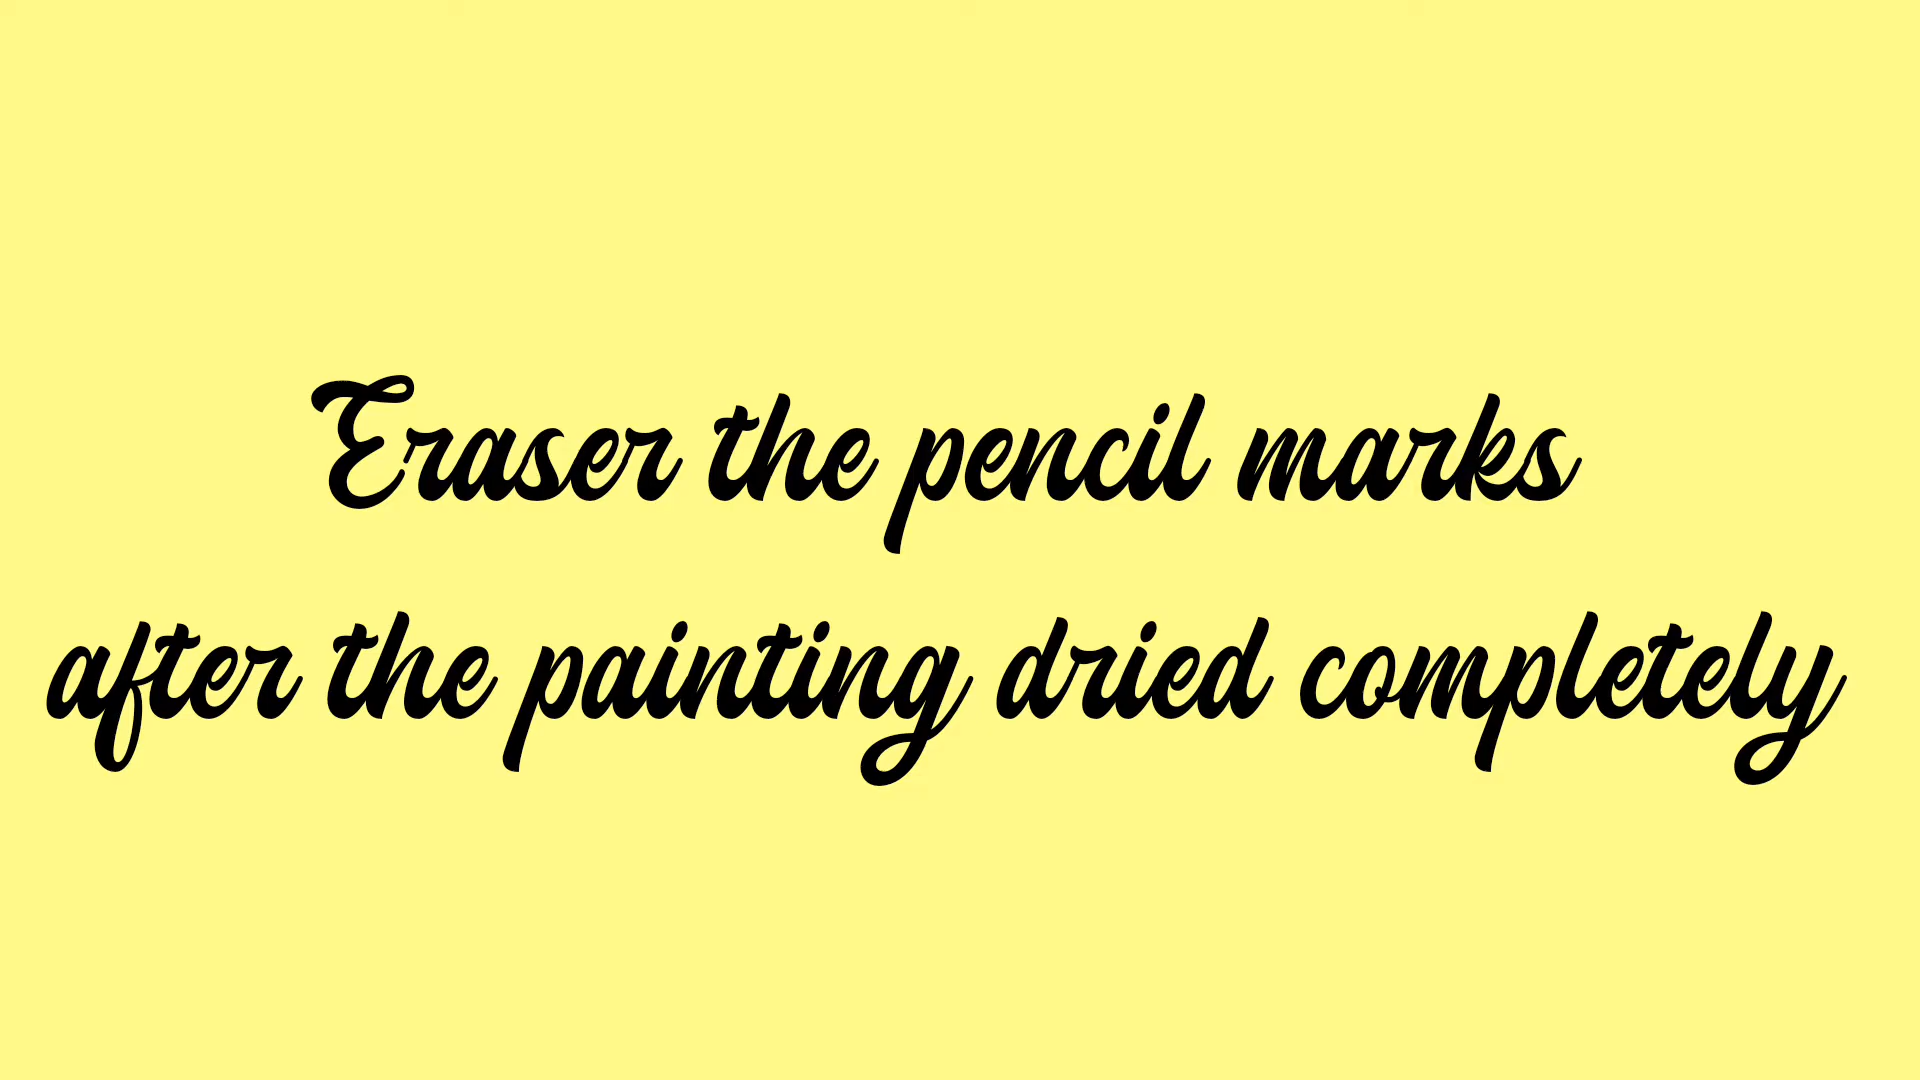 Eraser the pencil marks
after the painting dried completely